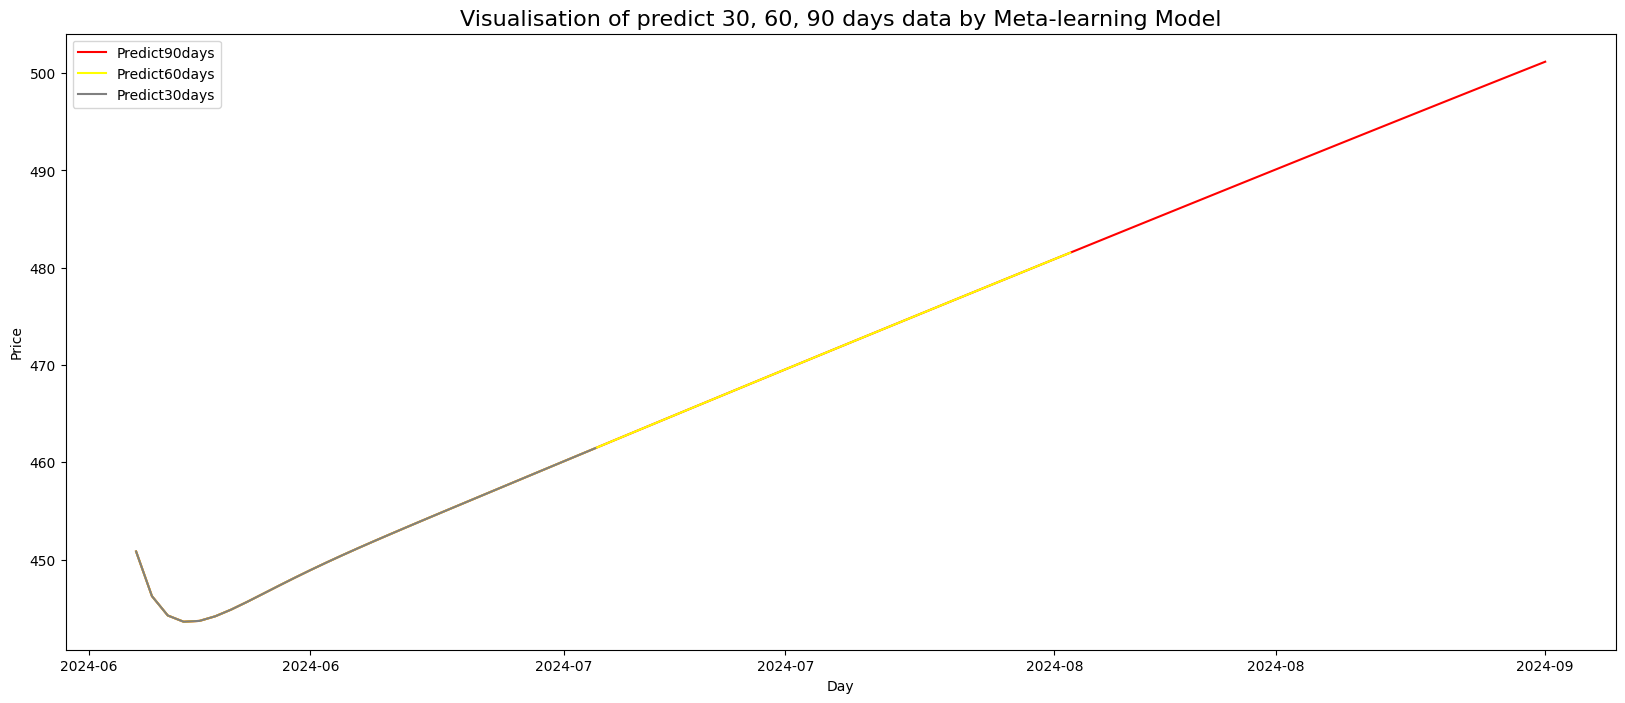 Visualisation of predict 30, 60, 90 days data by Meta-learning Model
Predict90days
Predict60days
Predict30days
500
490
480
470
460
450
Price
2024-06 2024-06 2024-07 2024-07 2024-08 2024-08 2024-09
Day